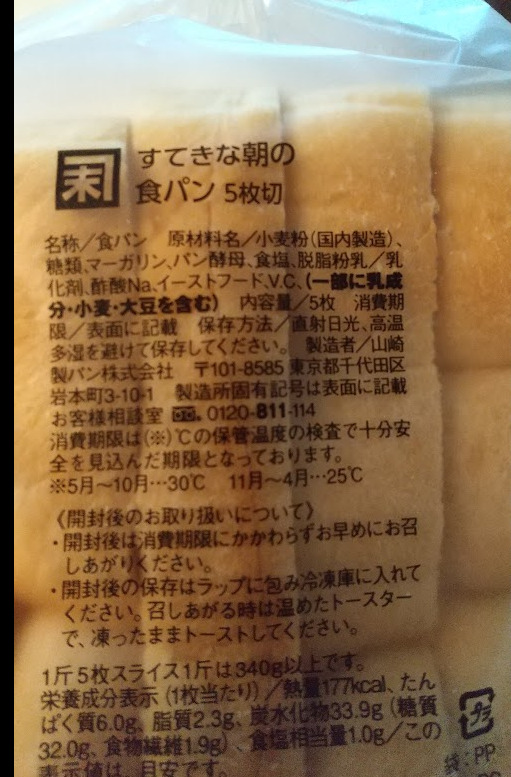 末
すてきな朝の
食パン 5枚切
名称/食パン 原材料名/小麦粉(国内製造)、
糖類、マーガリン、パン酵母、食塩、脱脂粉乳/乳
化剤、酢酸Na、イーストフード、V.C、(一部に乳成
分・小麦・大豆を含む) 内容量/5枚 消費期
限/表面に記載 保存方法/直射日光、高温
多湿を避けて保存してください。 製造者/山崎
製パン株式会社 〒101-8585 東京都千代田区
岩本町3-10-1 製造所固有記号は表面に記載
お客様相談室 0120-811-114
消費期限は(※)℃の保管温度の検査で十分安
全を見込んだ期限となっております。
※5月~10月…30℃ 11月~4月…25℃
《開封後のお取り扱いについて》
・開封後は消費期限にかかわらずお早めにお召
しあがりください。
・開封後の保存はラップに包み冷凍庫に入れて
ください。召しあがる時は温めたトースター
で、凍ったままトーストしてください。
1斤 5枚スライス 1斤は340g以上です。
栄養成分表示(1枚当たり)/熱量177kcal、たん
ぱく質6.0g、脂質2.3g、炭水化物33.9g(糖質
32.0g、食物繊維1.9g)、食塩相当量1.0g/この
表示値は、目安です。
プラ
袋:PP